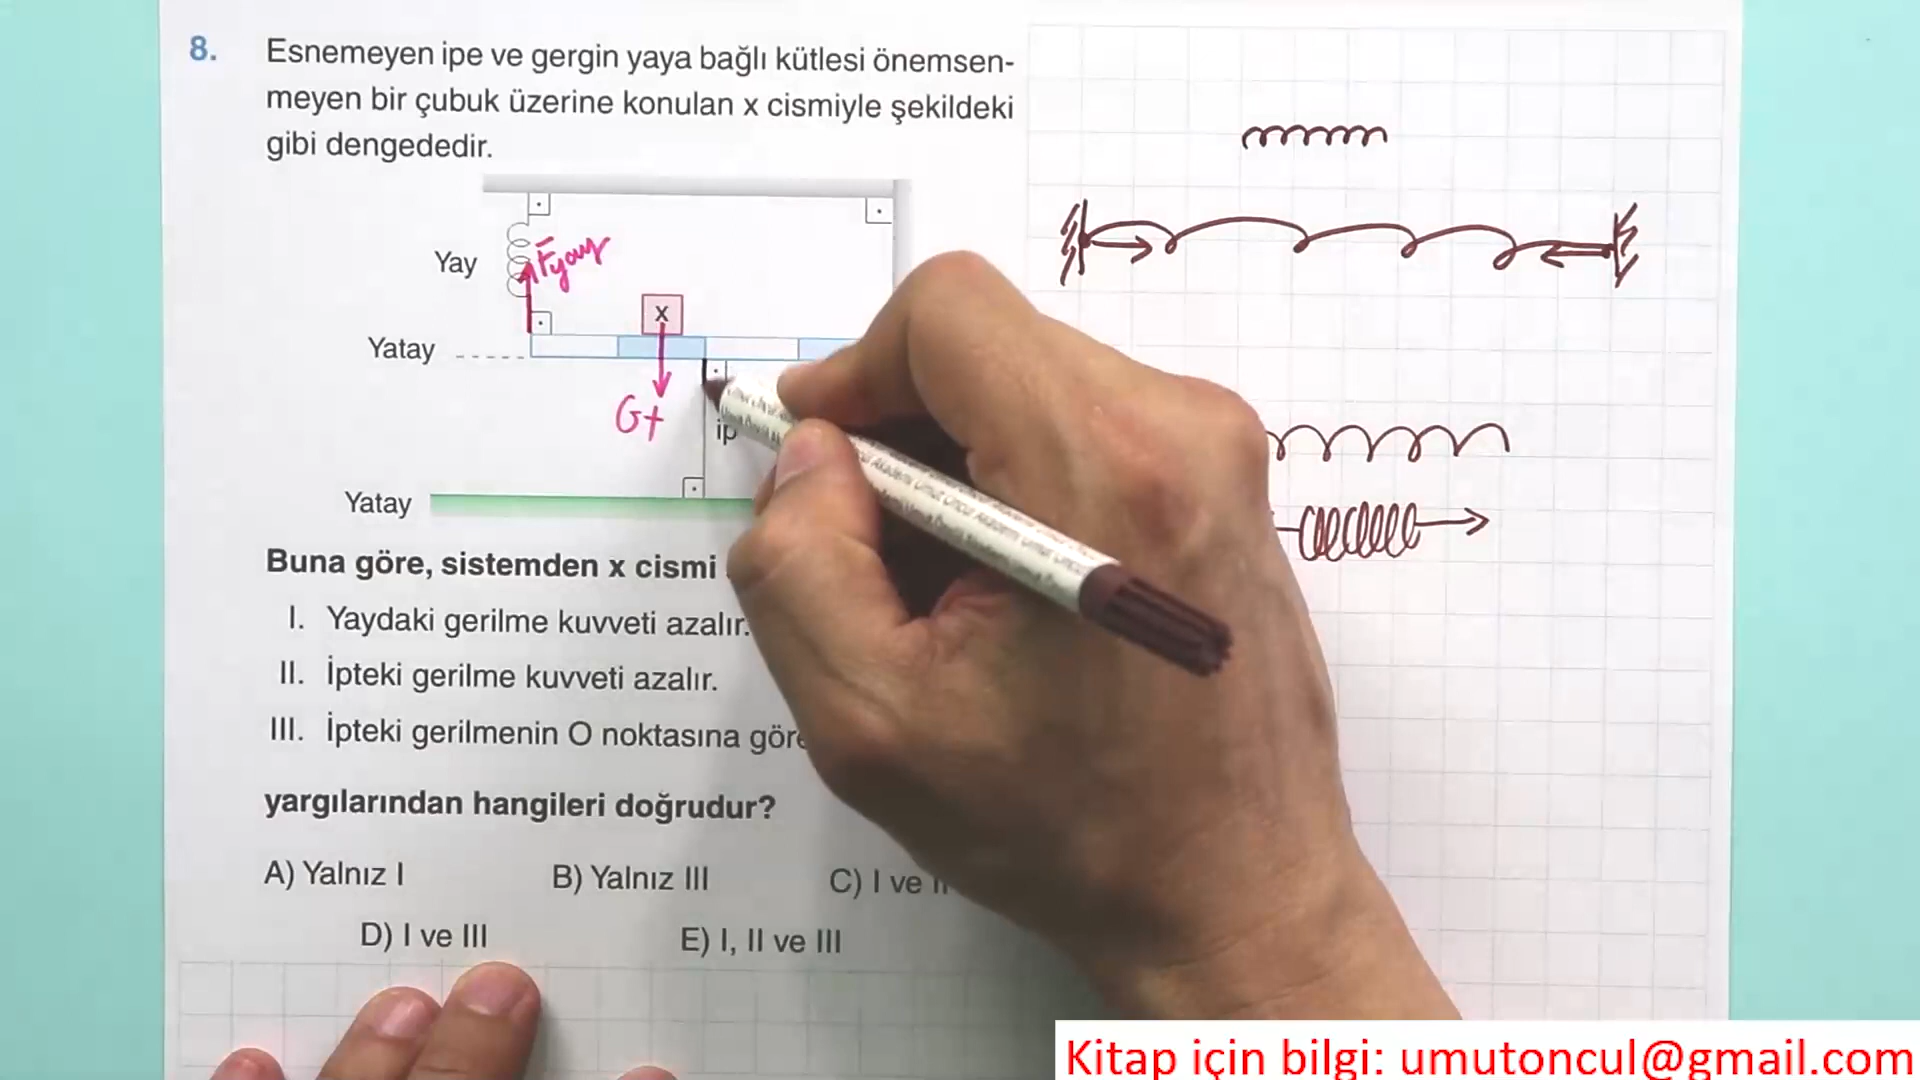 8. Esnemeyen ipe ve gergin yaya bağlı kütlesi önemsen-
meyen bir çubuk üzerine konulan x cismiyle şekildeki
gibi dengededir.
Yay
Fyay
x
Yatay
G
ip
Yatay
Buna göre, sistemden x cismi
I. Yaydaki gerilme kuvveti azalır.
II. İpteki gerilme kuvveti azalır.
III. İpteki gerilmenin O noktasına göre
yargılarından hangileri doğrudur?
A) Yalnız I B) Yalnız III C) I ve II
D) I ve III E) I, II ve III
Kitap için bilgi: umutoncul@gmail.com